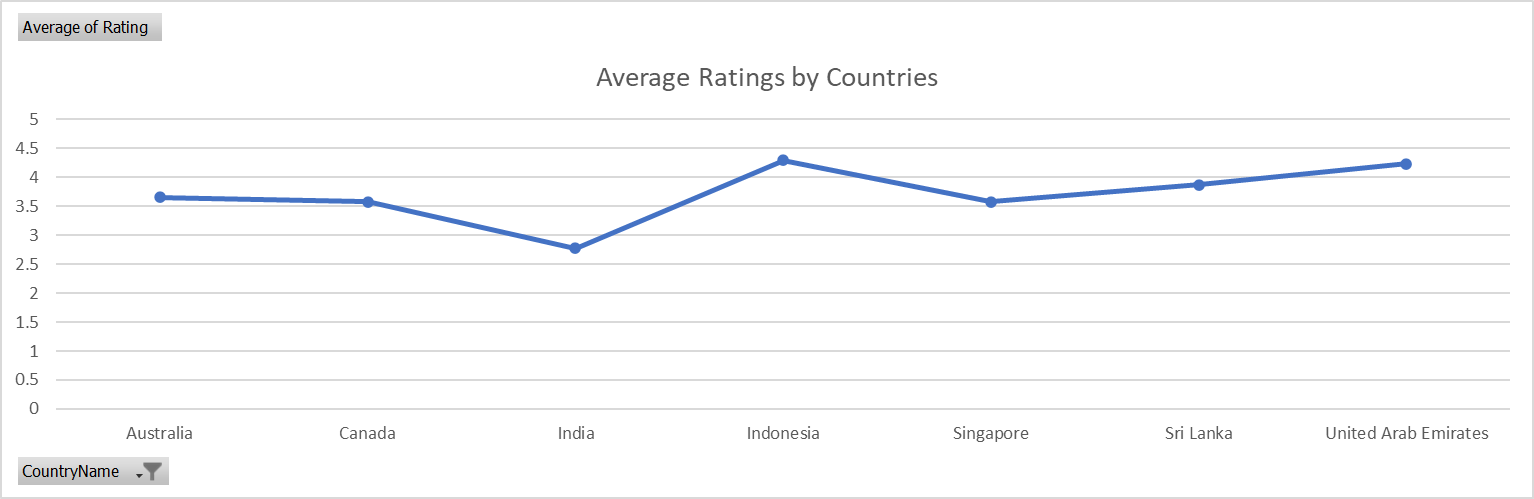 Average of Rating
Average Ratings by Countries
5
4.5
4
3.5
3
2.5
2
1.5
1
0.5
0
Australia Canada India Indonesia Singapore Sri Lanka United Arab Emirates
CountryName